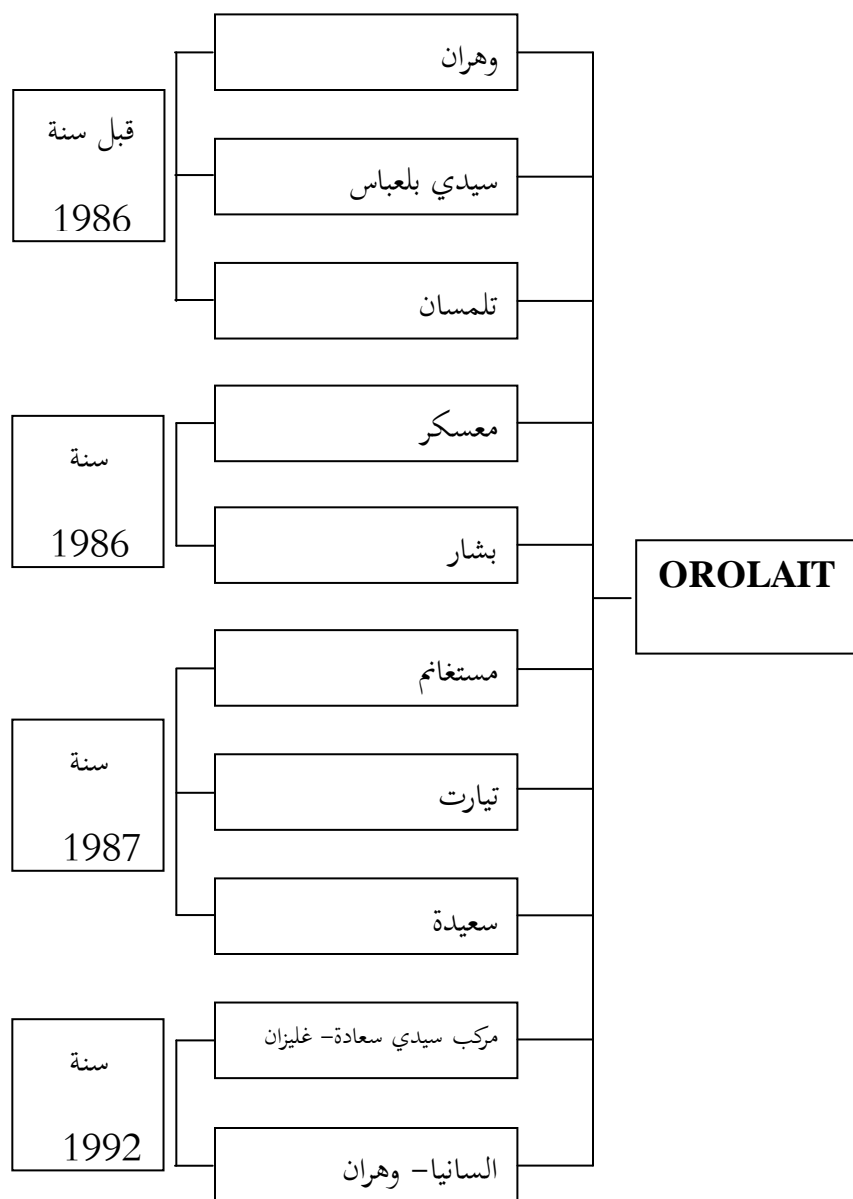 OROLAIT
وهران
سيدي بلعباس
تلمسان
قبل سنة
1986
معسكر
بشار
سنة
1986
مستغانم
تيارت
سعيدة
سنة
1987
مركب سيدي سعادة– غليزان
السانيا– وهران
سنة
1992